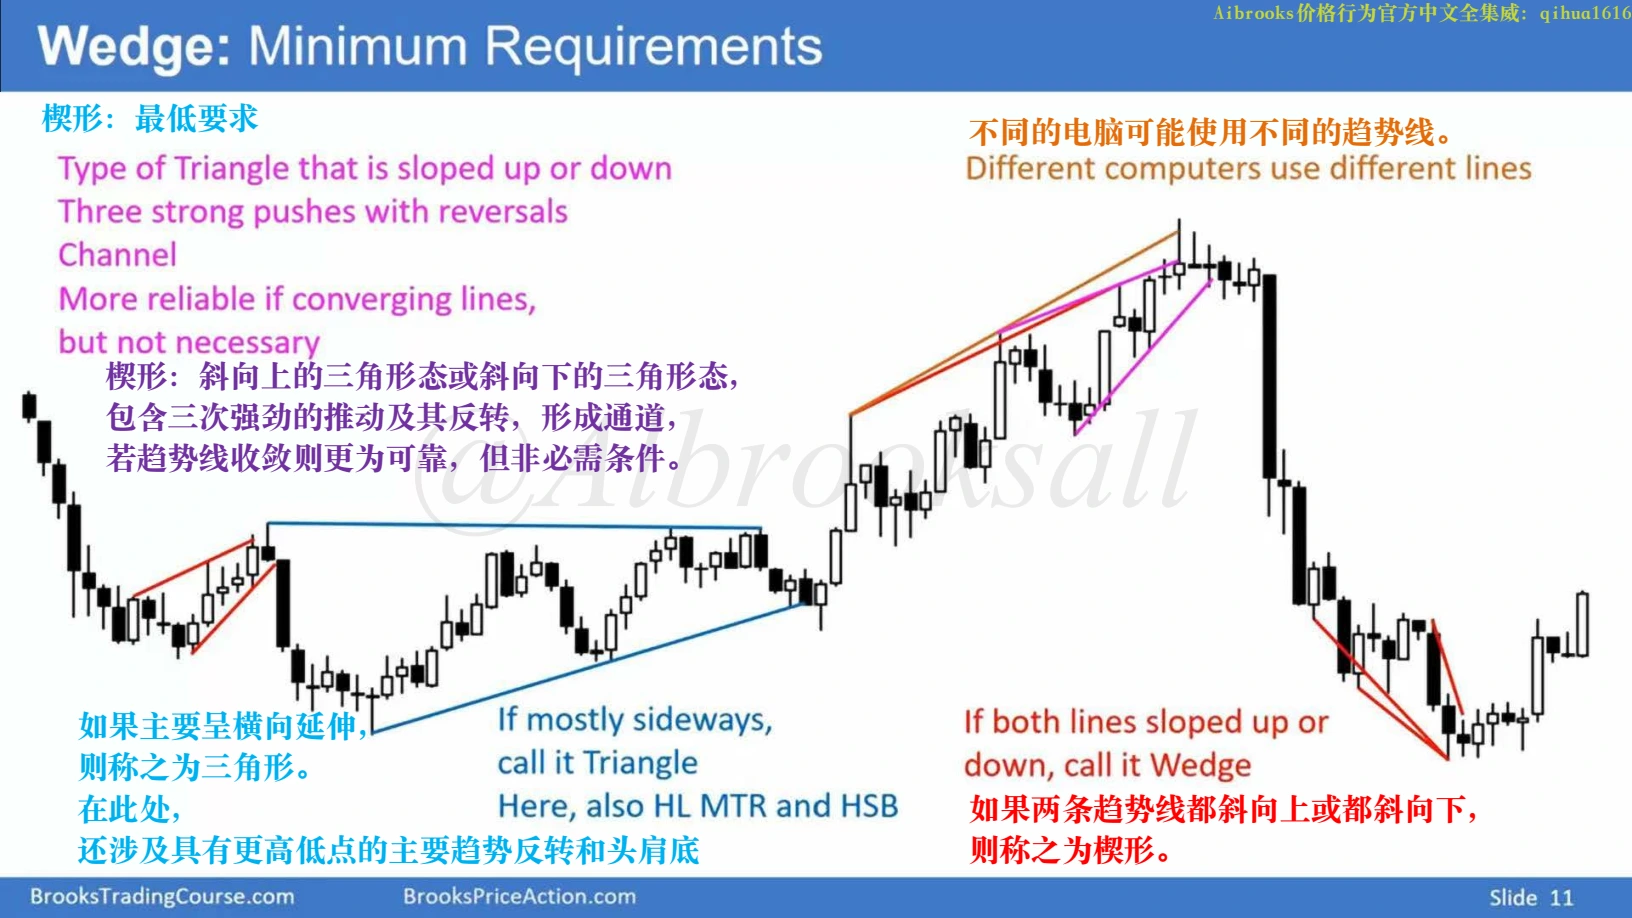 Aibrooks价格行为官方中文全集威: qihua1616
Wedge: Minimum Requirements
楔形：最低要求
Type of Triangle that is sloped up or down
Three strong pushes with reversals
Channel
More reliable if converging lines,
but not necessary
楔形：斜向上的三角形态或斜向下的三角形态，
包含三次强劲的推动及其反转，形成通道，
若趋势线收敛则更为可靠，但非必需条件。
不同的电脑可能使用不同的趋势线。
Different computers use different lines
@AIbrooksall
如果主要呈横向延伸，
则称之为三角形。
在此处，
还涉及具有更高低点的主要趋势反转和头肩底
If mostly sideways,
call it Triangle
Here, also HL MTR and HSB
If both lines sloped up or
down, call it Wedge
如果两条趋势线都斜向上或都斜向下，
则称之为楔形。
BrooksTradingCourse.com
BrooksPriceAction.com
Slide 11